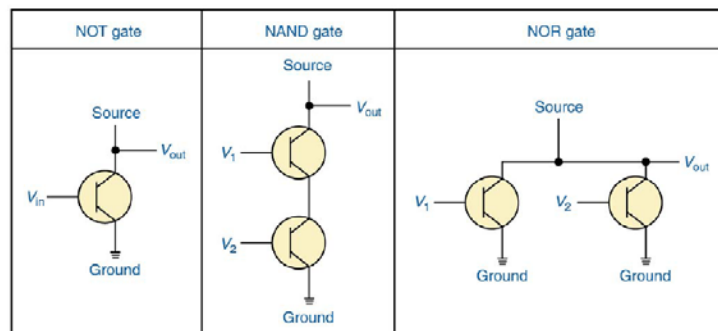 NOT gate
Source
Vout
Vin
Ground
NAND gate
Source
Vout
V1
V2
Ground
NOR gate
Source
Vout
V1
V2
Ground
Ground